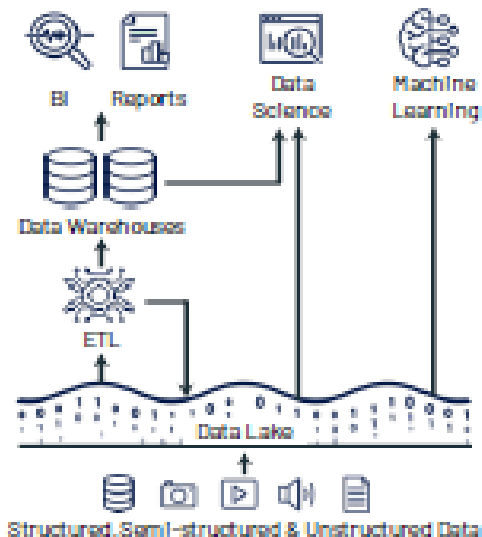 BI
Reports
Data
Science
Machine
Learning
Data Warehouses
ETL
Data Lake
Structured, Semi-structured & Unstructured Data